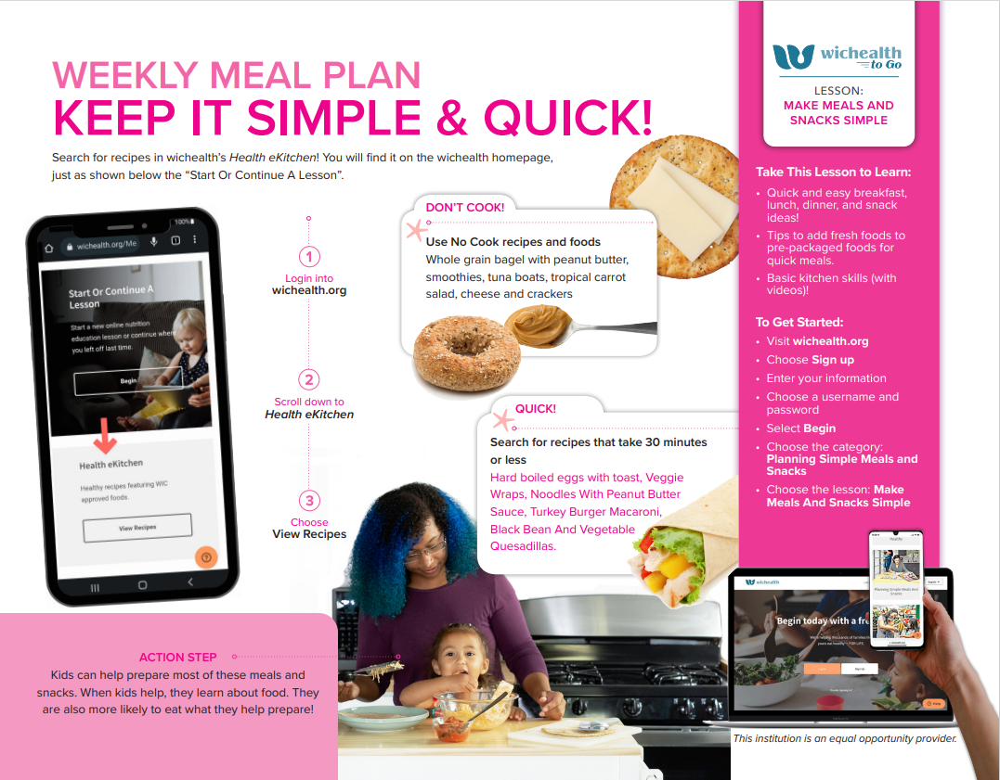 WEEKLY MEAL PLAN
KEEP IT SIMPLE & QUICK!
Search for recipes in wichealth's Health eKitchen! You will find it on the wichealth homepage,
just as shown below the “Start Or Continue A Lesson”.
100%
wichealth.org/Me
Start Or Continue A
Lesson
Start a new online nutrition
education lesson or continue where
you left off last time.
Begin
Health eKitchen
Healthy recipes featuring WIC
approved foods.
View Recipes
1
Login into
wichealth.org
2
Scroll down to
Health eKitchen
3
Choose
View Recipes
DON'T COOK!
Use No Cook recipes and foods
Whole grain bagel with peanut butter,
smoothies, tuna boats, tropical carrot
salad, cheese and crackers
QUICK!
Search for recipes that take 30 minutes
or less
Hard boiled eggs with toast, Veggie
Wraps, Noodles With Peanut Butter
Sauce, Turkey Burger Macaroni,
Black Bean And Vegetable
Quesadillas.
ACTION STEP
Kids can help prepare most of these meals and
snacks. When kids help, they learn about food. They
are also more likely to eat what they help prepare!
wichealth
to Go
LESSON:
MAKE MEALS AND
SNACKS SIMPLE
Take This Lesson to Learn:
• Quick and easy breakfast,
lunch, dinner, and snack
ideas!
• Tips to add fresh foods to
pre-packaged foods for
quick meals.
• Basic kitchen skills (with
videos)!
To Get Started:
• Visit wichealth.org
• Choose Sign up
• Enter your information
• Choose a username and
password
• Select Begin
• Choose the category:
Planning Simple Meals and
Snacks
• Choose the lesson: Make
Meals And Snacks Simple
wichealth
Begin today with a fre
Healthy
Planning Simple Meals And
Snacks
Help
This institution is an equal opportunity provider.